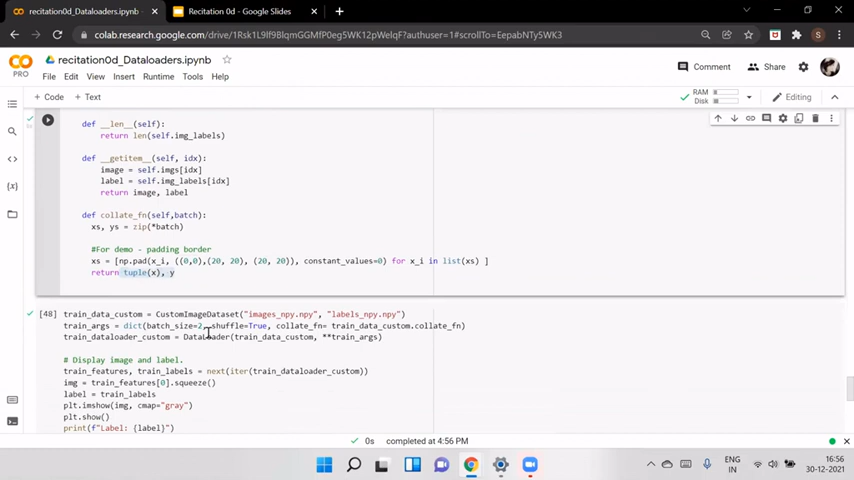 recitation0d_Dataloaders.ipynb -
Recitation 0d - Google Slides
colab.research.google.com/drive/1Rsk1L9lf9BlqmGGMfP0eg5WK12pWelqF?authuser=1#scrollTo=EepabNTy5WK3
PRO
recitation0d_Dataloaders.ipynb
File Edit View Insert Runtime Tools Help
Comment Share
+ Code + Text
RAM
Disk
Editing
def __len__(self):
return len(self.img_labels)
def __getitem__(self, idx):
image = self.imgs[idx]
label = self.img_labels[idx]
return image, label
def collate_fn(self,batch):
xs, ys = zip(*batch)
#For demo - padding border
xs = [np.pad(x_i, ((0,0),(20, 20), (20, 20)), constant_values=0) for x_i in list(xs) ]
return tuple(x), y
[48] train_data_custom = CustomImageDataset("images_npy.npy", "labels_npy.npy")
train_args = dict(batch_size=2, shuffle=True, collate_fn= train_data_custom.collate_fn)
train_dataloader_custom = DataLoader(train_data_custom, **train_args)
# Display image and label.
train_features, train_labels = next(iter(train_dataloader_custom))
img = train_features[0].squeeze()
label = train_labels
plt.imshow(img, cmap="gray")
plt.show()
print(f"Label: {label}")
0s completed at 4:56 PM
ENG
IN
16:56
30-12-2021